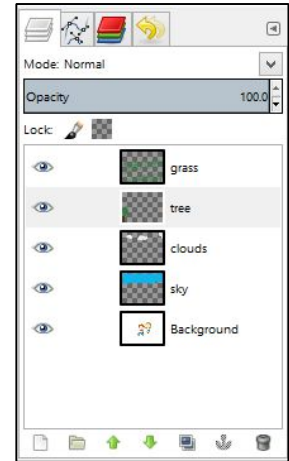 Mode: Normal
Opacity 100.0
Lock:
grass
tree
clouds
sky
Background